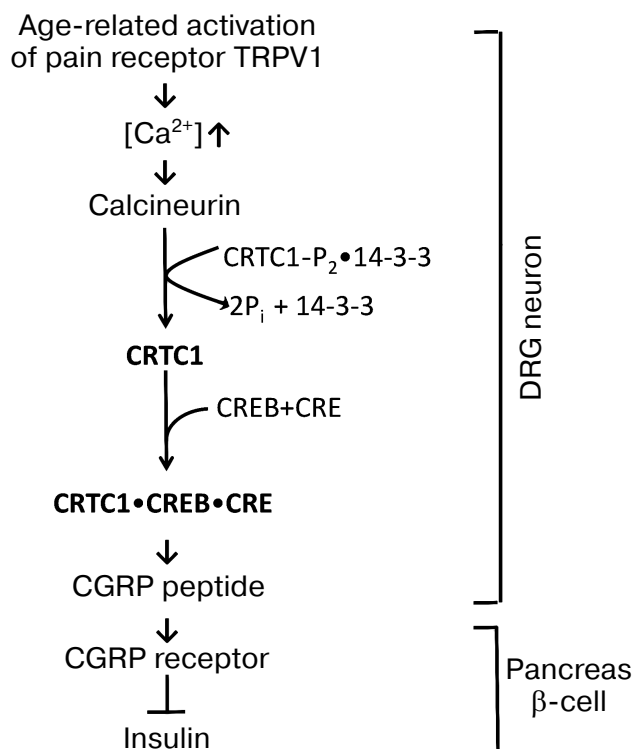 Age-related activation
of pain receptor TRPV1
[Ca²⁺]↑
Calcineurin
CRTC1-P₂•14-3-3
2Pᵢ + 14-3-3
CRTC1
CREB+CRE
CRTC1•CREB•CRE
CGRP peptide
CGRP receptor
Insulin
DRG neuron
Pancreas
β-cell